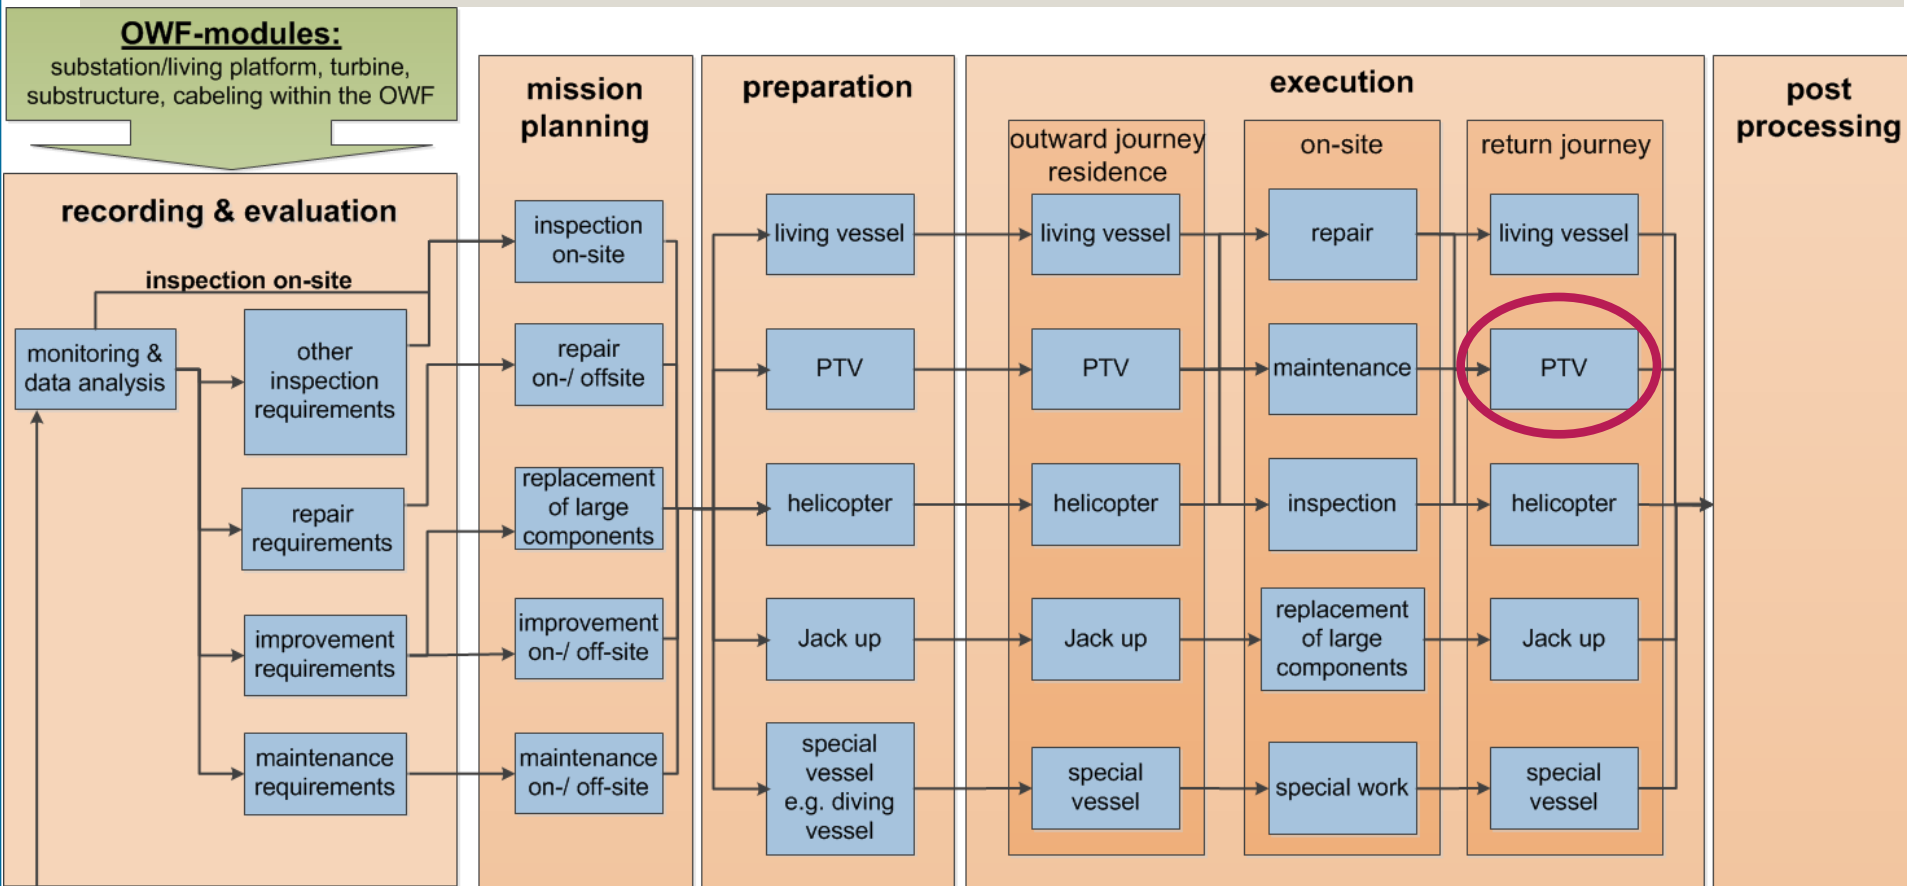 OWF-modules:
substation/living platform, turbine,
substructure, cabeling within the OWF
recording & evaluation
inspection on-site
monitoring &
data analysis
other
inspection
requirements
repair
requirements
improvement
requirements
maintenance
requirements
mission
planning
inspection
on-site
repair
on-/ offsite
replacement
of large
components
improvement
on-/ off-site
maintenance
on-/ off-site
preparation
living vessel
PTV
helicopter
Jack up
special
vessel
e.g. diving
vessel
execution
outward journey
residence
living vessel
PTV
helicopter
Jack up
special
vessel
on-site
repair
maintenance
inspection
replacement
of large
components
special work
return journey
living vessel
PTV
helicopter
Jack up
special
vessel
post
processing